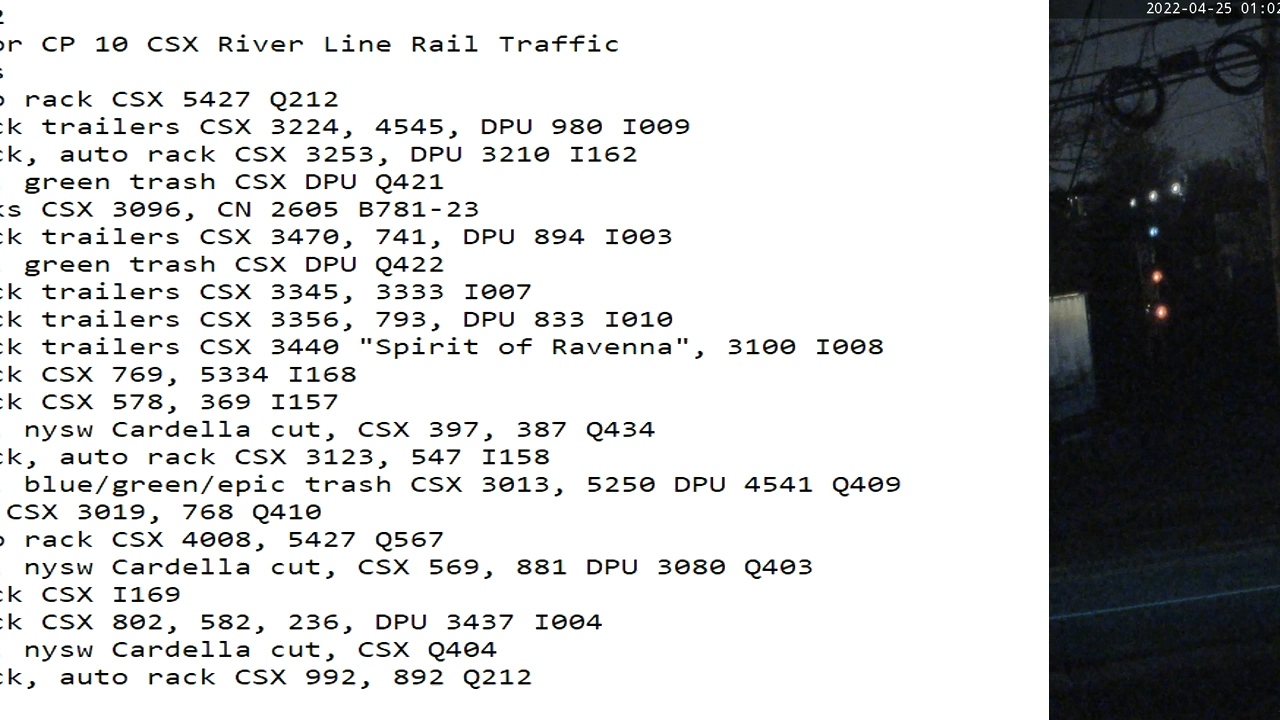 2
or CP 10 CSX River Line Rail Traffic
s
o rack CSX 5427 Q212
ck trailers CSX 3224, 4545, DPU 980 I009
ck, auto rack CSX 3253, DPU 3210 I162
. green trash CSX DPU Q421
ks CSX 3096, CN 2605 B781-23
ck trailers CSX 3470, 741, DPU 894 I003
. green trash CSX DPU Q422
ck trailers CSX 3345, 3333 I007
ck trailers CSX 3356, 793, DPU 833 I010
ck trailers CSX 3440 "Spirit of Ravenna", 3100 I008
ck CSX 769, 5334 I168
ck CSX 578, 369 I157
. nysw Cardella cut, CSX 397, 387 Q434
ck, auto rack CSX 3123, 547 I158
. blue/green/epic trash CSX 3013, 5250 DPU 4541 Q409
CSX 3019, 768 Q410
o rack CSX 4008, 5427 Q567
. nysw Cardella cut, CSX 569, 881 DPU 3080 Q403
ck CSX I169
ck CSX 802, 582, 236, DPU 3437 I004
. nysw Cardella cut, CSX Q404
ck, auto rack CSX 992, 892 Q212
2022-04-25 01:02